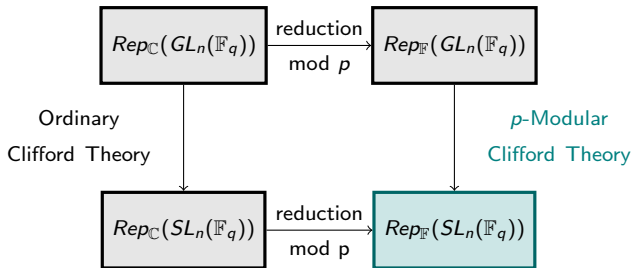 Rep_ℂ(GL_n(𝔽_q))
reduction
mod p
Rep_𝔽(GL_n(𝔽_q))
Ordinary
Clifford Theory
p-Modular
Clifford Theory
Rep_ℂ(SL_n(𝔽_q))
reduction
mod p
Rep_𝔽(SL_n(𝔽_q))